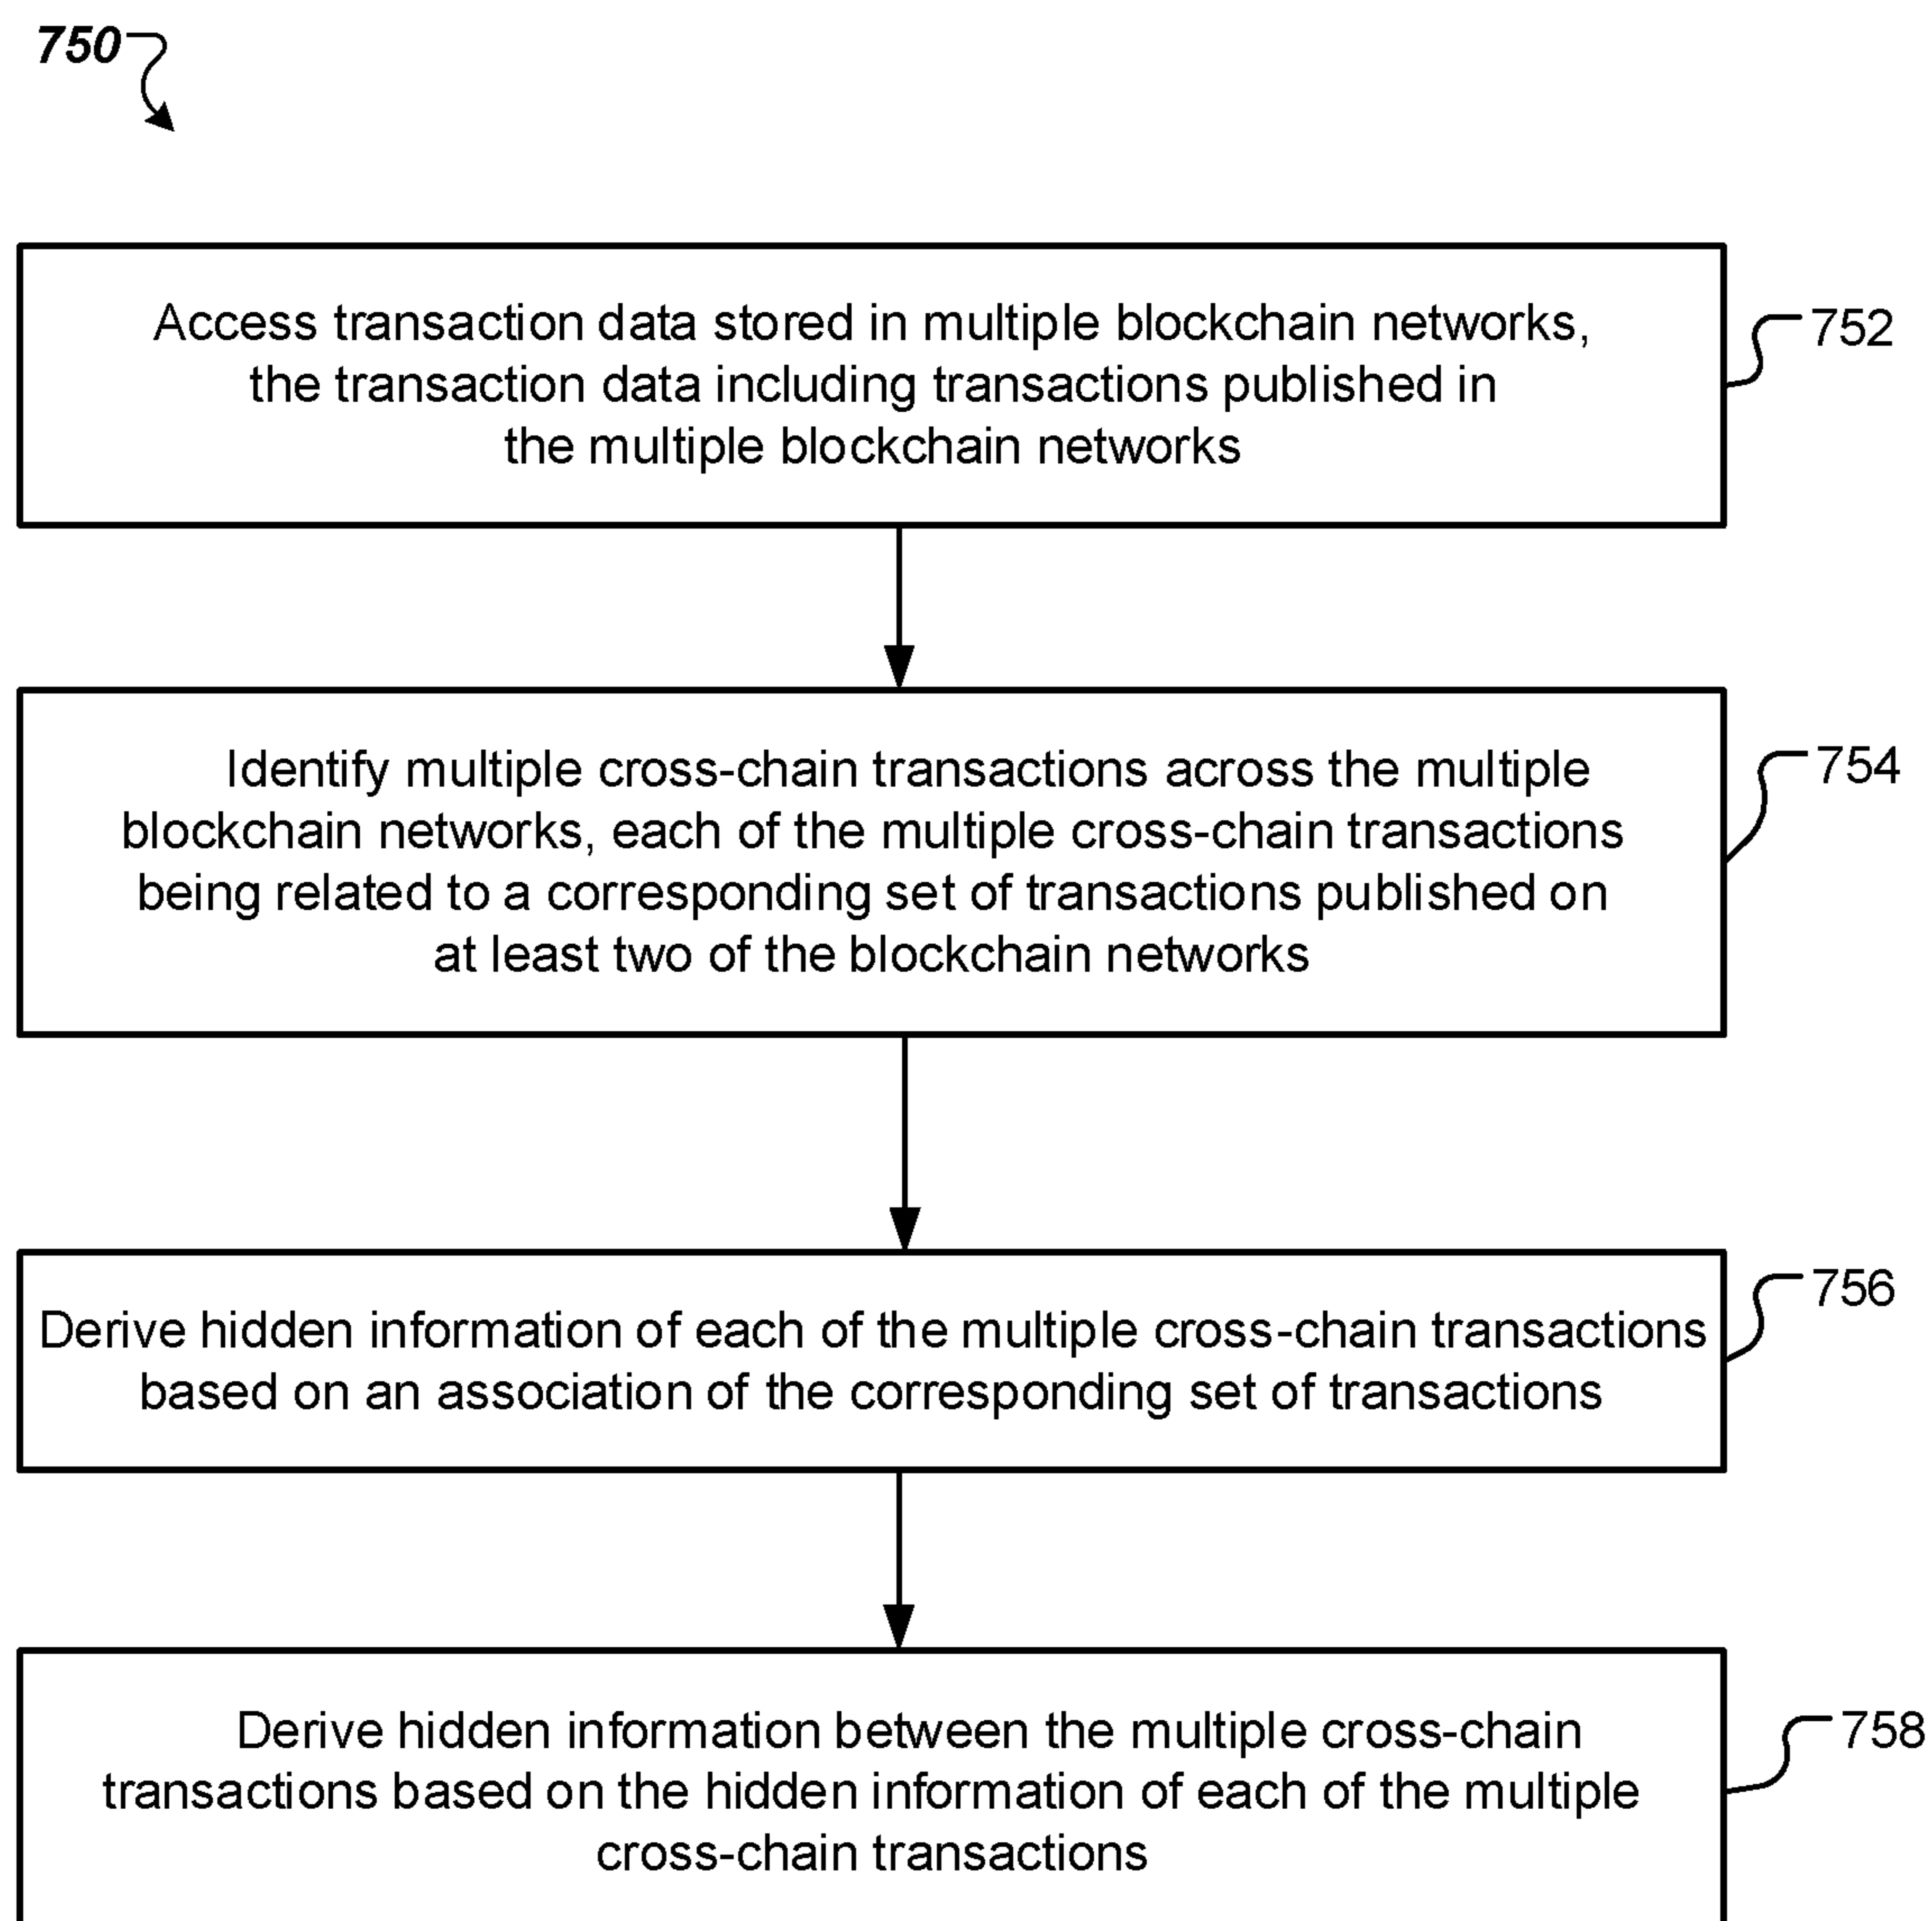 750
Access transaction data stored in multiple blockchain networks,
the transaction data including transactions published in
the multiple blockchain networks
752
Identify multiple cross-chain transactions across the multiple
blockchain networks, each of the multiple cross-chain transactions
being related to a corresponding set of transactions published on
at least two of the blockchain networks
754
Derive hidden information of each of the multiple cross-chain transactions
based on an association of the corresponding set of transactions
756
Derive hidden information between the multiple cross-chain
transactions based on the hidden information of each of the multiple
cross-chain transactions
758